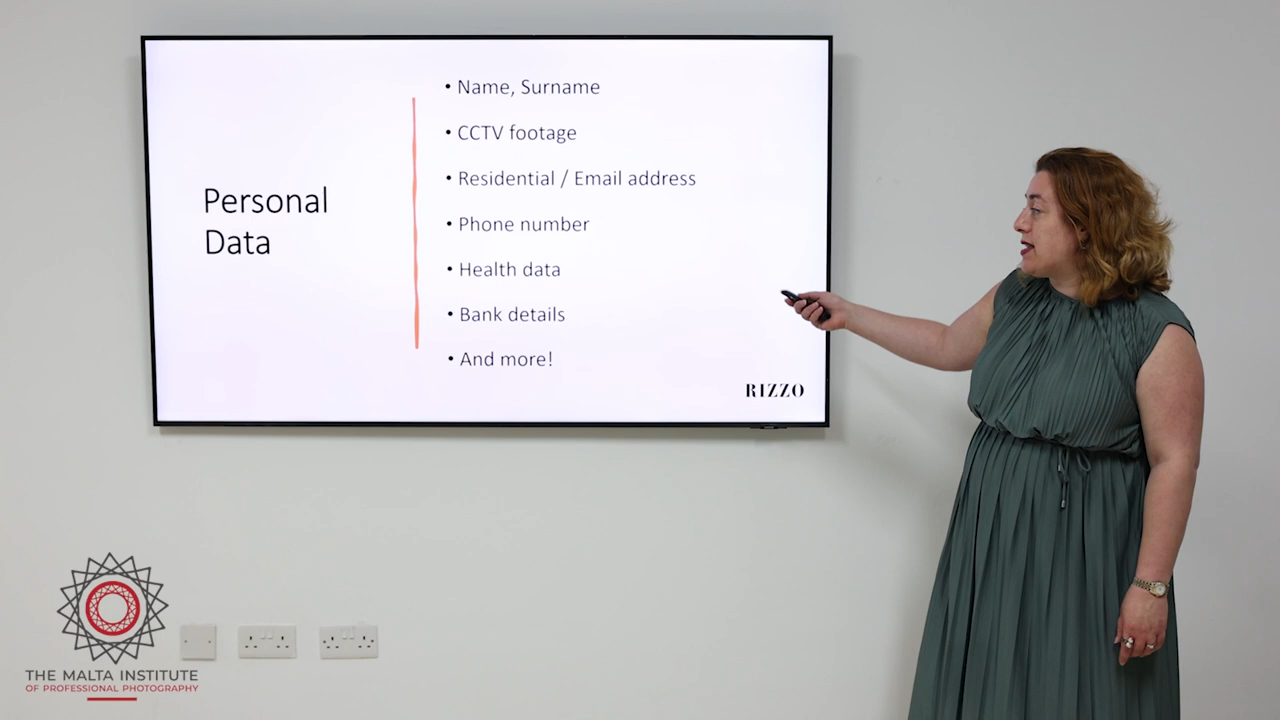 Personal
Data
• Name, Surname
• CCTV footage
• Residential / Email address
• Phone number
• Health data
• Bank details
• And more!
RIZZO
THE MALTA INSTITUTE
OF PROFESSIONAL PHOTOGRAPHY